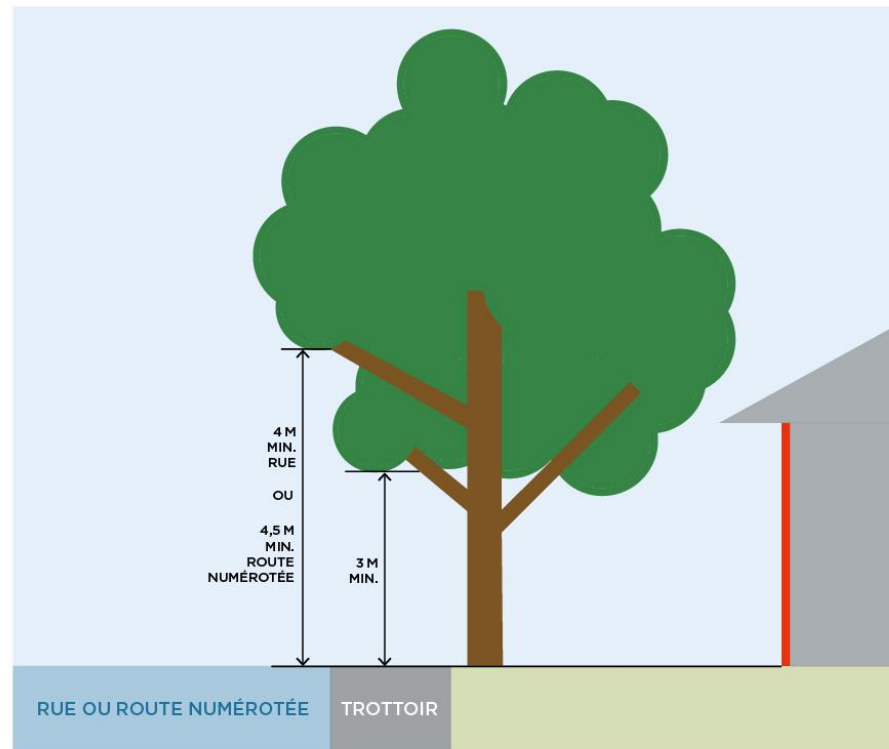 4 M
MIN.
RUE
OU
4,5 M
MIN.
ROUTE
NUMÉROTÉE
3 M
MIN.
RUE OU ROUTE NUMÉROTÉE
TROTTOIR